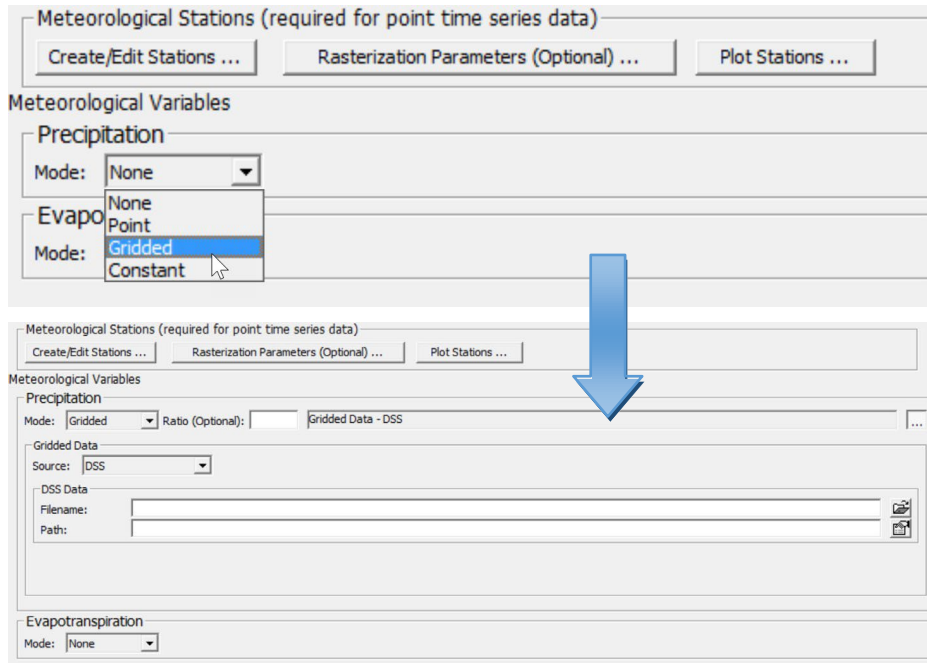 Meteorological Stations (required for point time series data)
Create/Edit Stations ... Rasterization Parameters (Optional) ... Plot Stations ...
Meteorological Variables
Precipitation
Mode: None
None
Evapo Point
Mode: Gridded
Constant
Meteorological Stations (required for point time series data)
Create/Edit Stations ... Rasterization Parameters (Optional) ... Plot Stations ...
Meteorological Variables
Precipitation
Mode: Gridded Ratio (Optional): Gridded Data - DSS ...
Gridded Data
Source: DSS
DSS Data
Filename:
Path:
Evapotranspiration
Mode: None